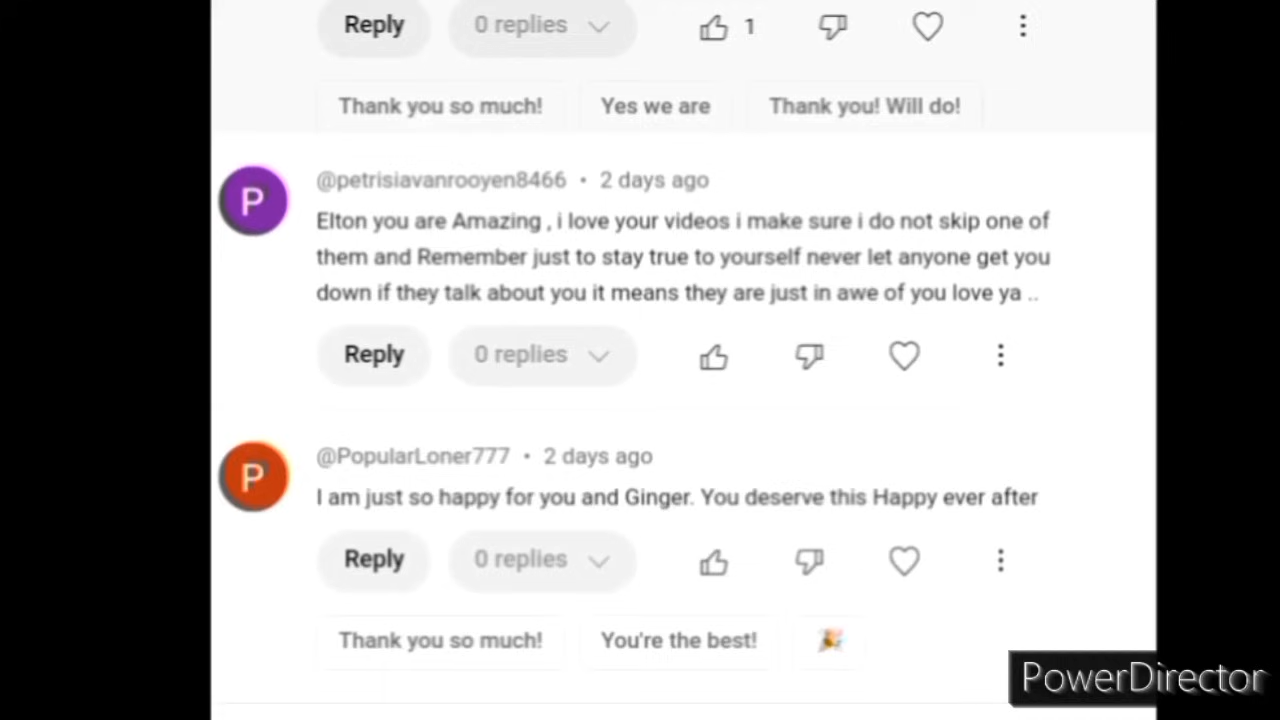 Reply 0 replies 1
Thank you so much! Yes we are Thank you! Will do!
P @petrisiavanrooyen8466 • 2 days ago
Elton you are Amazing , i love your videos i make sure i do not skip one of
them and Remember just to stay true to yourself never let anyone get you
down if they talk about you it means they are just in awe of you love ya ..
Reply 0 replies
P @PopularLoner777 • 2 days ago
I am just so happy for you and Ginger. You deserve this Happy ever after
Reply 0 replies
Thank you so much! You're the best! 🎉
PowerDirector